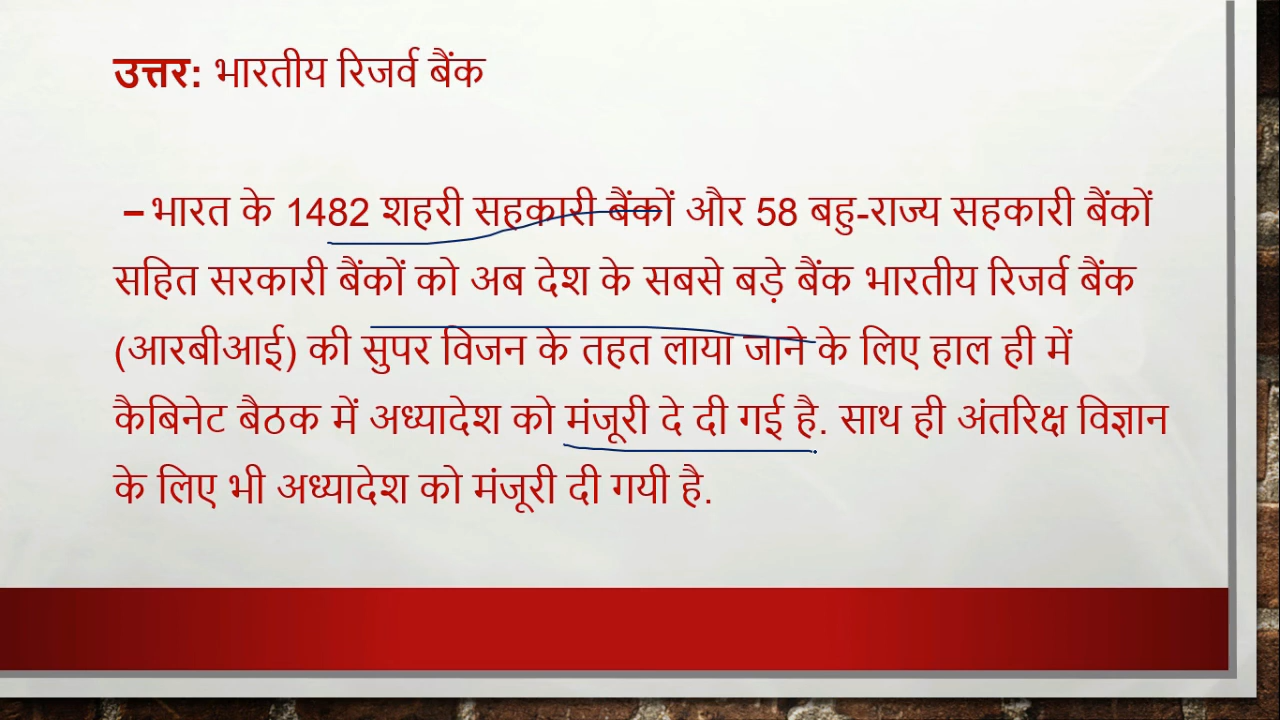 उत्तर: भारतीय रिजर्व बैंक
– भारत के 1482 शहरी सहकारी बैंकों और 58 बहु-राज्य सहकारी बैंकों
सहित सरकारी बैंकों को अब देश के सबसे बड़े बैंक भारतीय रिजर्व बैंक
(आरबीआई) की सुपर विजन के तहत लाया जाने के लिए हाल ही में
कैबिनेट बैठक में अध्यादेश को मंजूरी दे दी गई है. साथ ही अंतरिक्ष विज्ञान
के लिए भी अध्यादेश को मंजूरी दी गयी है.